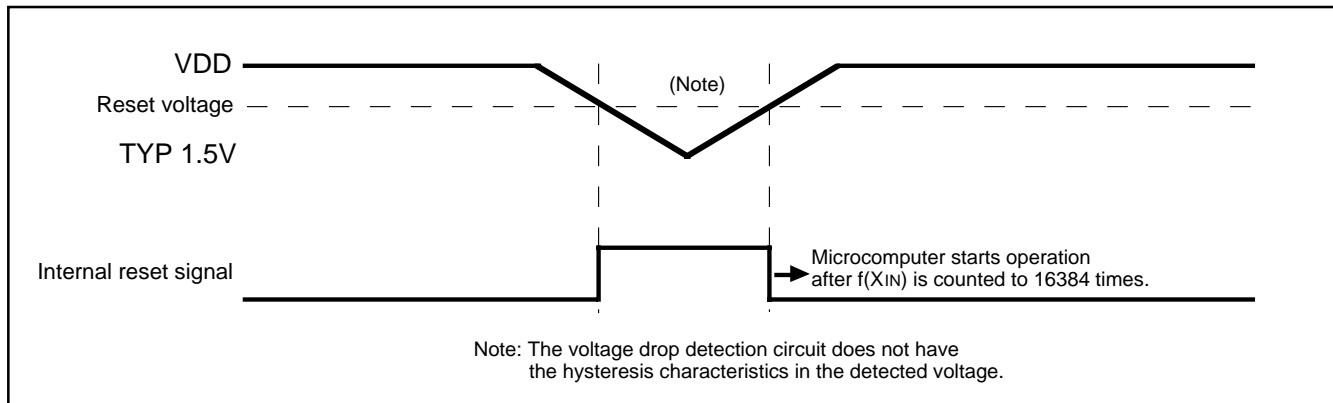 VDD
(Note)
Reset voltage
TYP 1.5V
Internal reset signal
Microcomputer starts operation
after f(XIN) is counted to 16384 times.
Note: The voltage drop detection circuit does not have
the hysteresis characteristics in the detected voltage.